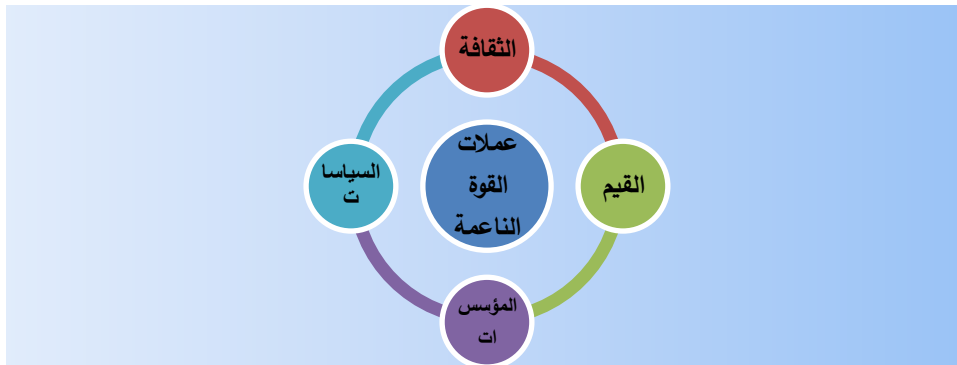 الثقافة
عملات
القوة
الناعمة
القيم
المؤسس
ات
السياسا
ت